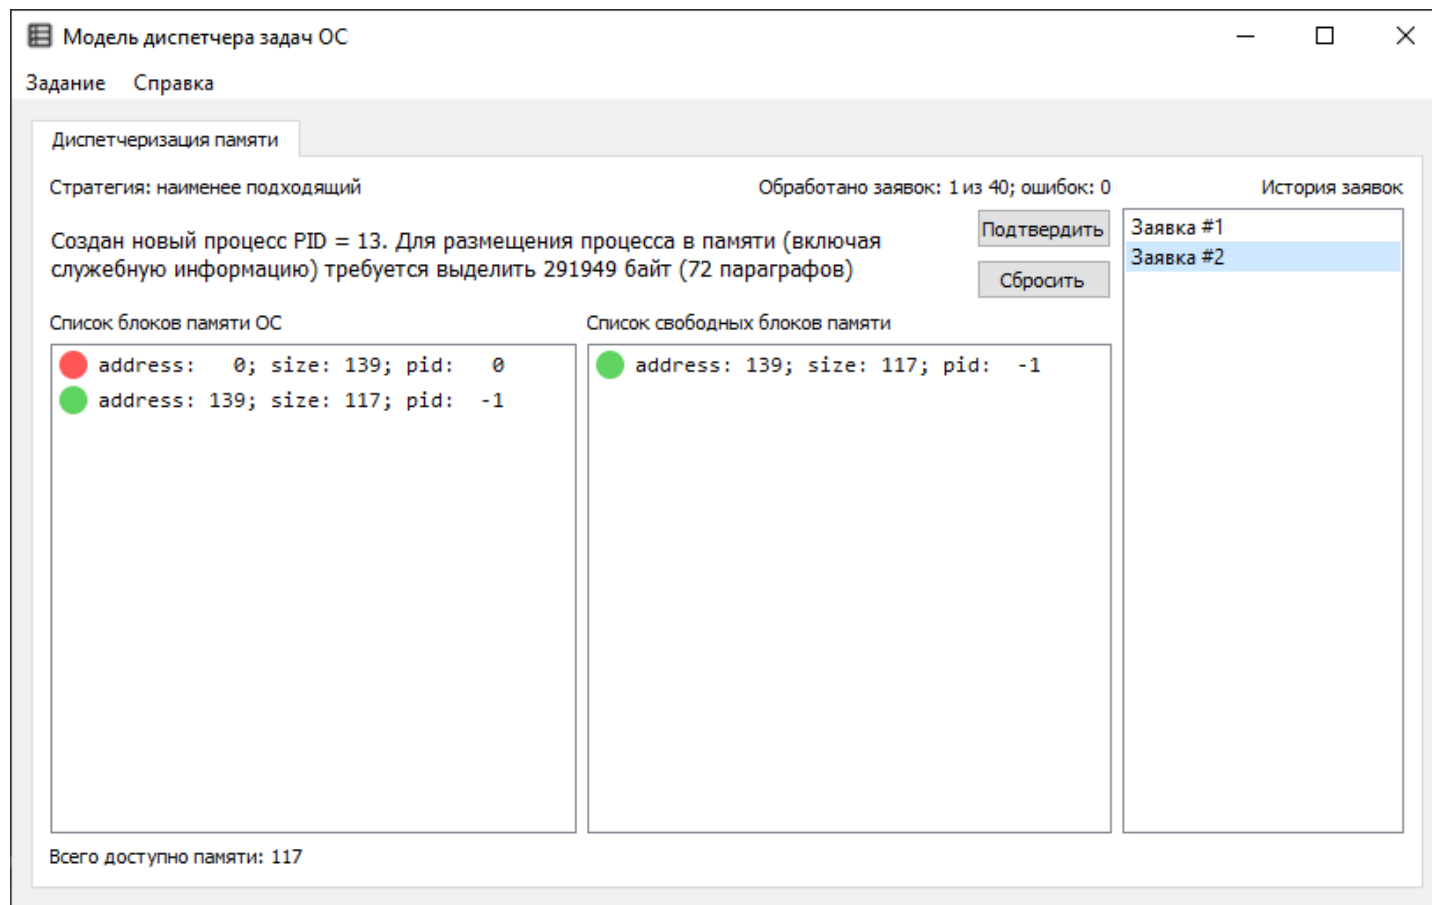 Модель диспетчера задач ОС
Задание Справка
Диспетчеризация памяти
Стратегия: наименее подходящий
Обработано заявок: 1 из 40; ошибок: 0
История заявок
Создан новый процесс PID = 13. Для размещения процесса в памяти (включая
служебную информацию) требуется выделить 291949 байт (72 параграфов)
Подтвердить
Сбросить
Заявка #1
Заявка #2
Список блоков памяти ОС
address:   0; size: 139; pid:   0
address: 139; size: 117; pid:  -1
Список свободных блоков памяти
address: 139; size: 117; pid:  -1
Всего доступно памяти: 117